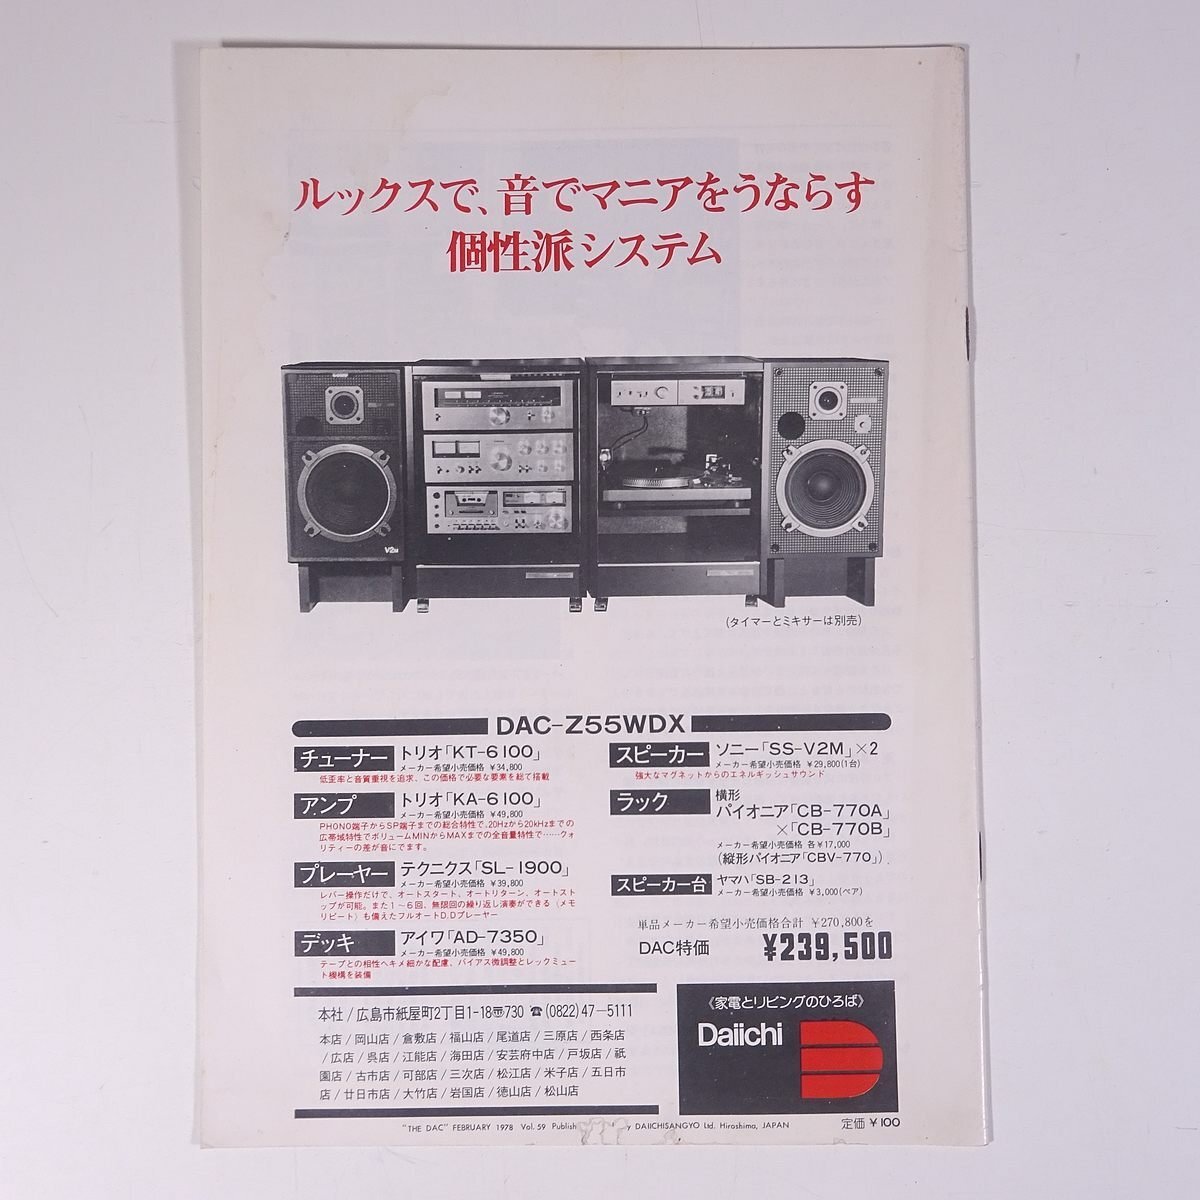 ルックスで、音でマニアをうならす
個性派システム
V2M
(タイマーとミキサーは別売)
DAC-Z55WDX
チューナー トリオ「KT-6100」
メーカー希望小売価格 ¥34,800
低歪率と音質重視を追求、この価格で必要な要素を総て搭載
アンプ トリオ「KA-6100」
メーカー希望小売価格 ¥49,800
PHONO端子からSP端子までの総合特性で、20Hzから20kHzまでの
広帯域特性でボリュームMINからMAXまでの全音量特性で……クォ
リティーの差が音にでます。
プレーヤー テクニクス「SL-1900」
メーカー希望小売価格 ¥39,800
レバー操作だけで、オートスタート、オートリターン、オートスト
ップが可能。また1～6回、無限回の繰り返し演奏ができる(メモ
リピート)も備えたフルオートD.Dプレーヤー
デッキ アイワ「AD-7350」
メーカー希望小売価格 ¥49,800
テープとの相性へキメ細かな配慮、バイアス微調整とレックミュー
ト機構を装備
スピーカー ソニー「SS-V2M」×2
メーカー希望小売価格 ¥29,800(1台)
強大なマグネットからのエネルギッシュサウンド
ラック 横形
パイオニア「CB-770A」
×「CB-770B」
メーカー希望小売価格 各¥17,000
(縦形パイオニア「CBV-770」)
スピーカー台 ヤマハ「SB-213」
メーカー希望小売価格 ¥3,000(ペア)
単品メーカー希望小売価格合計 ¥270,800を
DAC特価 ¥239,500
本社/広島市紙屋町2丁目1-18〠730 ☎(0822)47-5111
本店/岡山店/倉敷店/福山店/尾道店/三原店/西条店
/広店/呉店/江能店/海田店/安芸府中店/戸坂店/祇
園店/古市店/可部店/三次店/松江店/米子店/五日市
店/廿日市店/大竹店/岩国店/徳山店/松山店
《家電とリビングのひろば》
Daiichi
"THE DAC" FEBRUARY 1978 Vol. 59 Publish y DAIICHISANGYO Ltd. Hiroshima, JAPAN
定価 ¥100